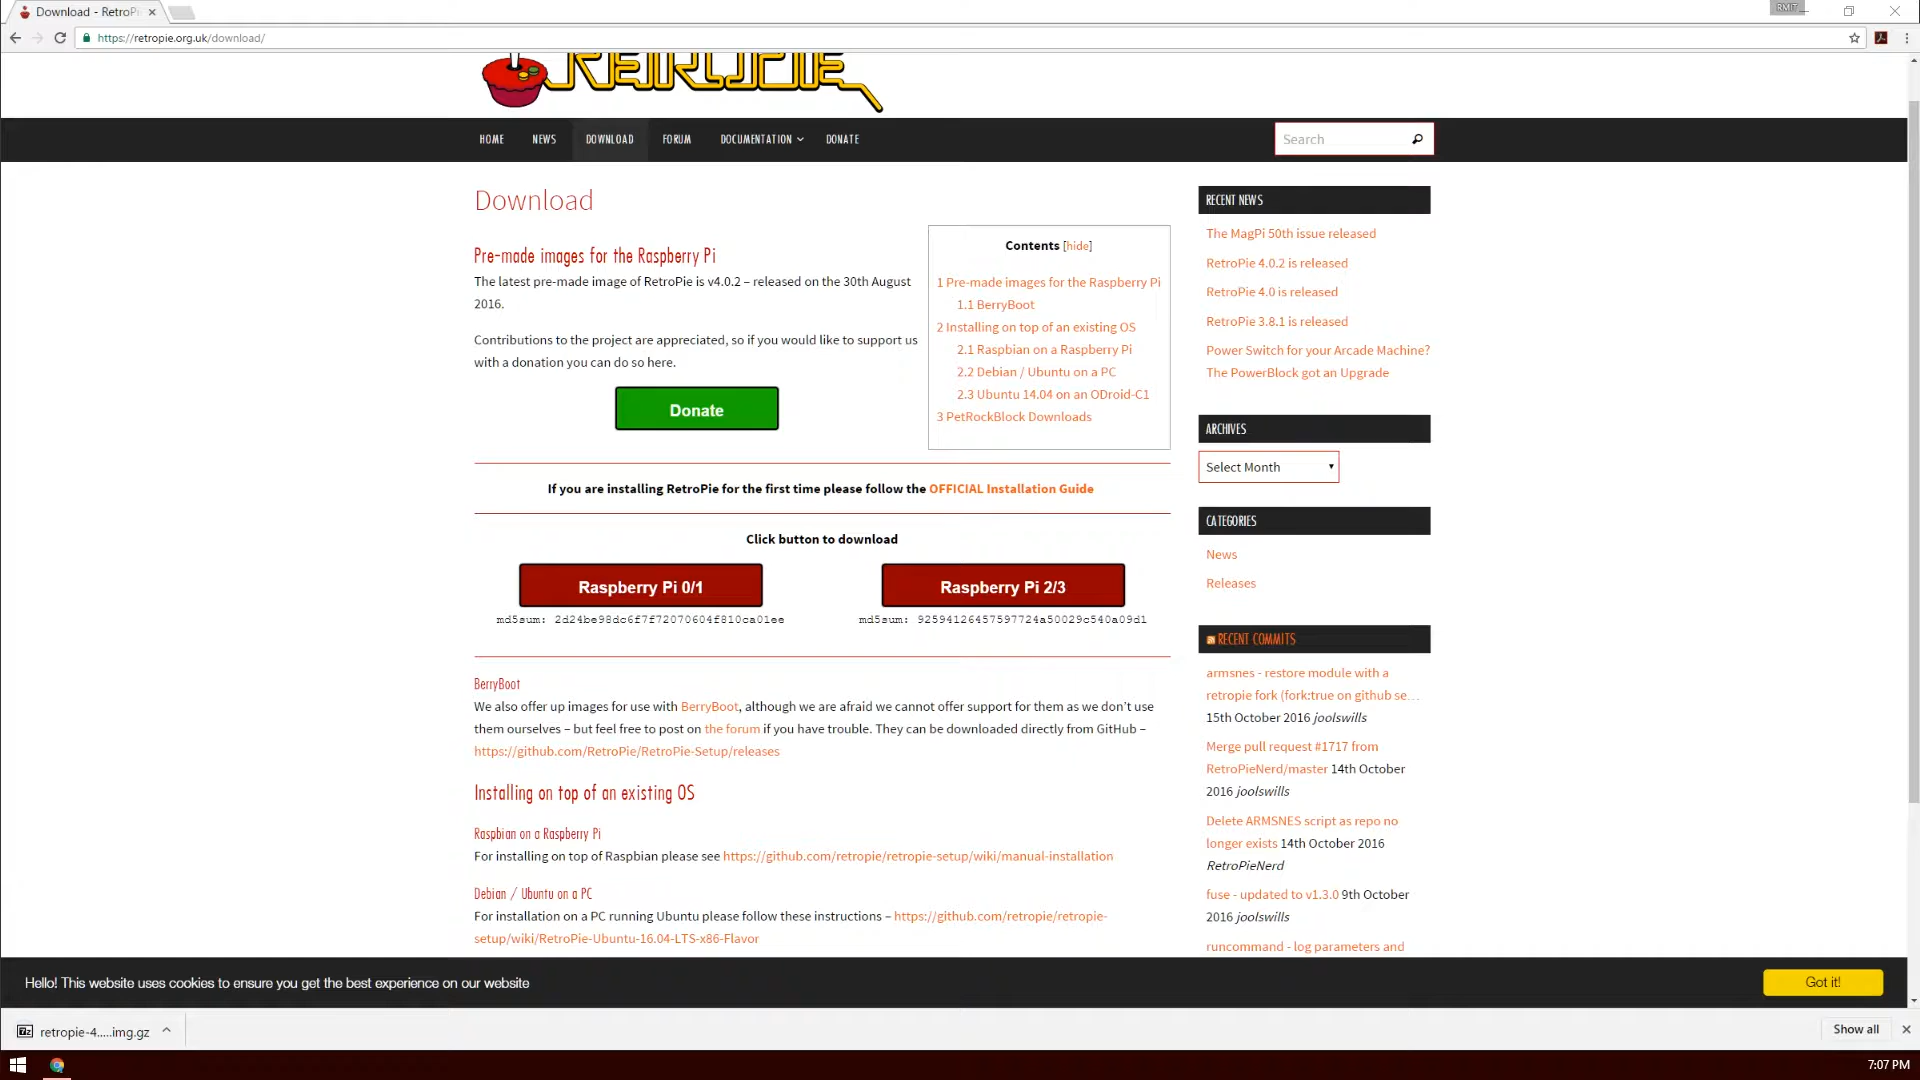 Download - RetroPi
RMIT
https://retropie.org.uk/download/
RETROPIE
HOME
NEWS
DOWNLOAD
FORUM
DOCUMENTATION
DONATE
Search
Download
Pre-made images for the Raspberry Pi
The latest pre-made image of RetroPie is v4.0.2 – released on the 30th August
2016.
Contributions to the project are appreciated, so if you would like to support us
with a donation you can do so here.
Donate
Contents [hide]
1 Pre-made images for the Raspberry Pi
1.1 BerryBoot
2 Installing on top of an existing OS
2.1 Raspbian on a Raspberry Pi
2.2 Debian / Ubuntu on a PC
2.3 Ubuntu 14.04 on an ODroid-C1
3 PetRockBlock Downloads
If you are installing RetroPie for the first time please follow the OFFICIAL Installation Guide
Click button to download
Raspberry Pi 0/1
md5sum: 2d24be98dc6f7f72070604f810ca01ee
Raspberry Pi 2/3
md5sum: 92594126457597724a50029c540a09d1
BerryBoot
We also offer up images for use with BerryBoot, although we are afraid we cannot offer support for them as we don't use
them ourselves – but feel free to post on the forum if you have trouble. They can be downloaded directly from GitHub –
https://github.com/RetroPie/RetroPie-Setup/releases
Installing on top of an existing OS
Raspbian on a Raspberry Pi
For installing on top of Raspbian please see https://github.com/retropie/retropie-setup/wiki/manual-installation
Debian / Ubuntu on a PC
For installation on a PC running Ubuntu please follow these instructions – https://github.com/retropie/retropie-
setup/wiki/RetroPie-Ubuntu-16.04-LTS-x86-Flavor
RECENT NEWS
The MagPi 50th issue released
RetroPie 4.0.2 is released
RetroPie 4.0 is released
RetroPie 3.8.1 is released
Power Switch for your Arcade Machine?
The PowerBlock got an Upgrade
ARCHIVES
Select Month
CATEGORIES
News
Releases
RECENT COMMITS
armsnes - restore module with a
retropie fork (fork:true on github se…
15th October 2016 joolswills
Merge pull request #1717 from
RetroPieNerd/master 14th October
2016 joolswills
Delete ARMSNES script as repo no
longer exists 14th October 2016
RetroPieNerd
fuse - updated to v1.3.0 9th October
2016 joolswills
runcommand - log parameters and
Hello! This website uses cookies to ensure you get the best experience on our website
Got it!
7z
retropie-4.....img.gz
Show all
7:07 PM